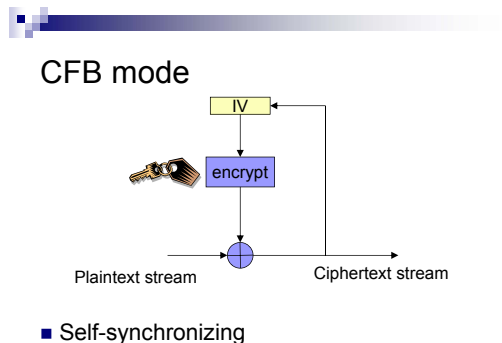 CFB mode
IV
encrypt
Plaintext stream
Ciphertext stream
Self-synchronizing